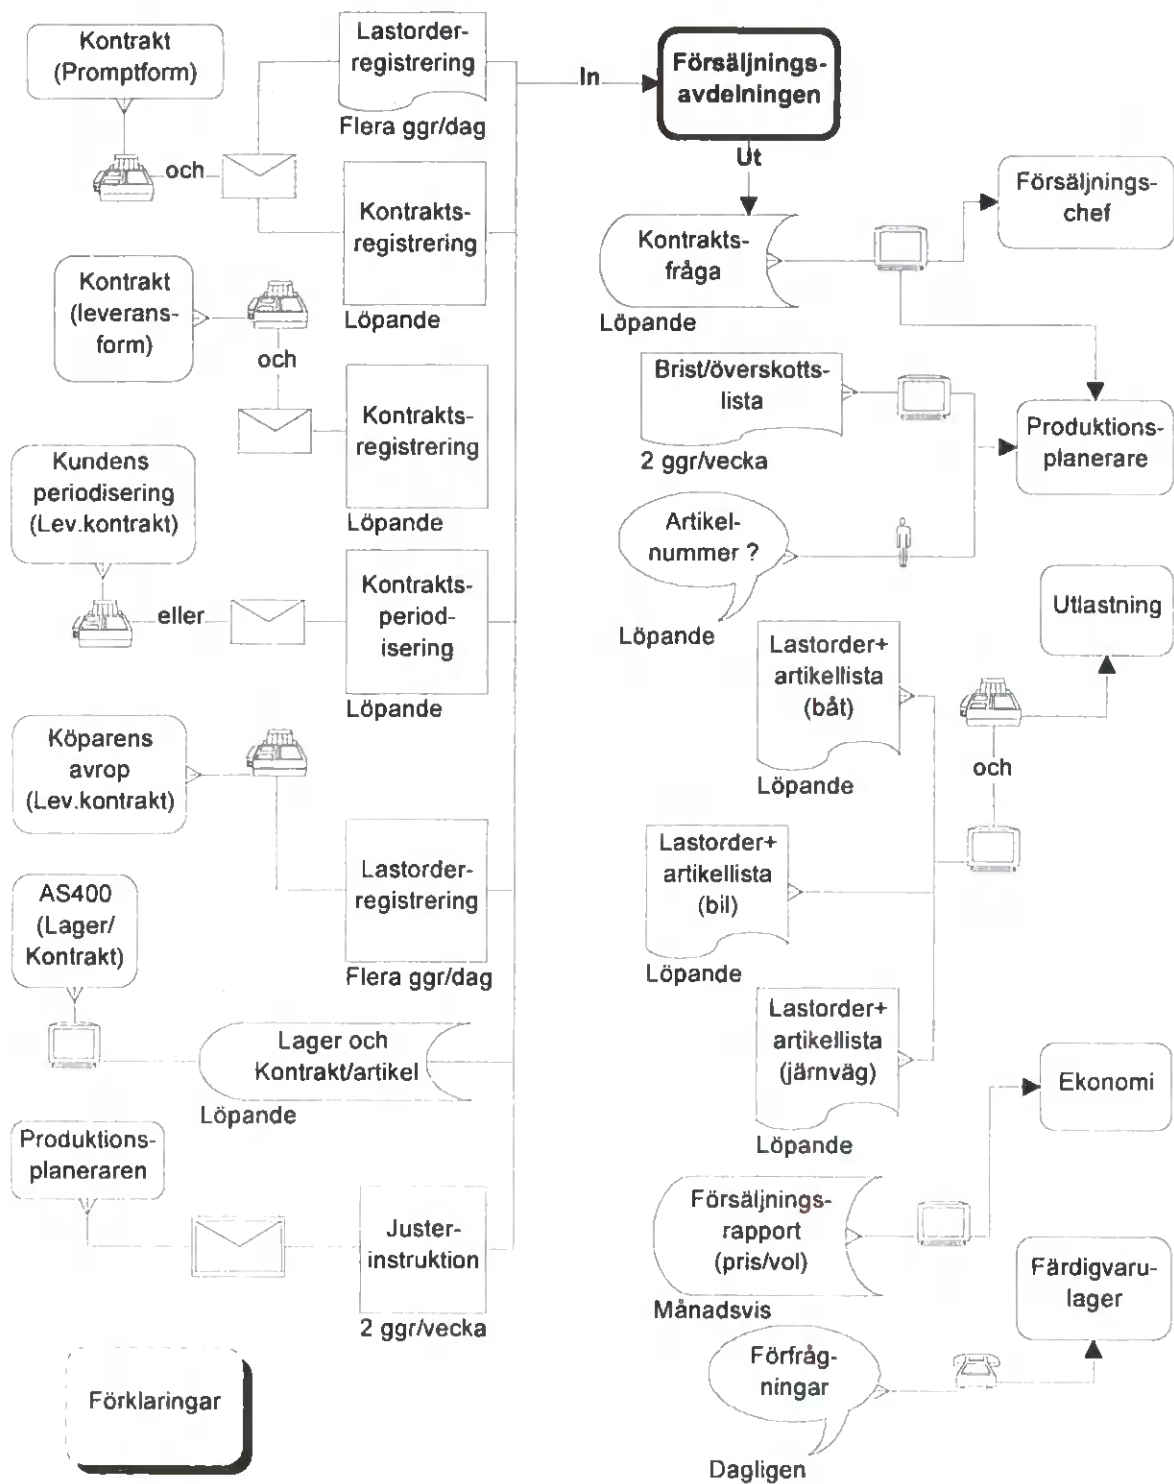 Kontrakt
(Promptform)
och
Lastorder-
registrering
Flera ggr/dag
Kontrakts-
registrering
Löpande
Kontrakt
(leverans-
form)
och
Kontrakts-
registrering
Löpande
Kundens
periodisering
(Lev.kontrakt)
eller
Kontrakts-
period-
isering
Löpande
Köparens
avrop
(Lev.kontrakt)
Lastorder-
registrering
Flera ggr/dag
AS400
(Lager/
Kontrakt)
Lager och
Kontrakt/artikel
Löpande
Produktions-
planeraren
Juster-
instruktion
2 ggr/vecka
Förklaringar
In
Försäljnings-
avdelningen
Ut
Kontrakts-
fråga
Löpande
Försäljnings-
chef
Brist/överskotts-
lista
2 ggr/vecka
Produktions-
planerare
Artikel-
nummer ?
Löpande
Utlastning
Lastorder+
artikellista
(båt)
Löpande
och
Lastorder+
artikellista
(bil)
Löpande
Lastorder+
artikellista
(järnväg)
Löpande
Ekonomi
Försäljnings-
rapport
(pris/vol)
Månadsvis
Färdigvaru-
lager
Förfråg-
ningar
Dagligen